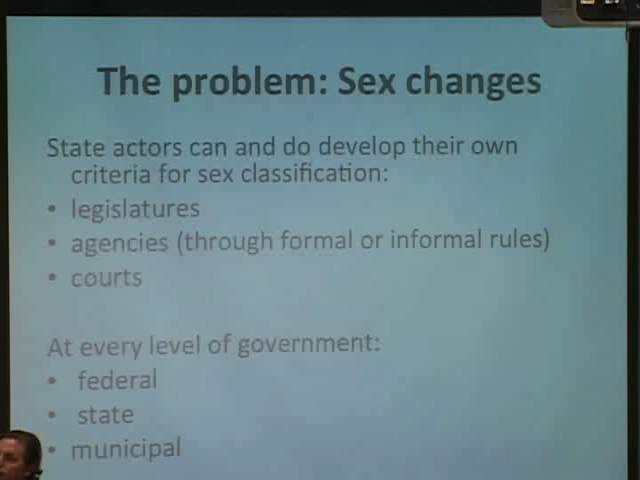 The problem: Sex changes
State actors can and do develop their own
criteria for sex classification:
• legislatures
• agencies (through formal or informal rules)
• courts
At every level of government:
• federal
• state
• municipal